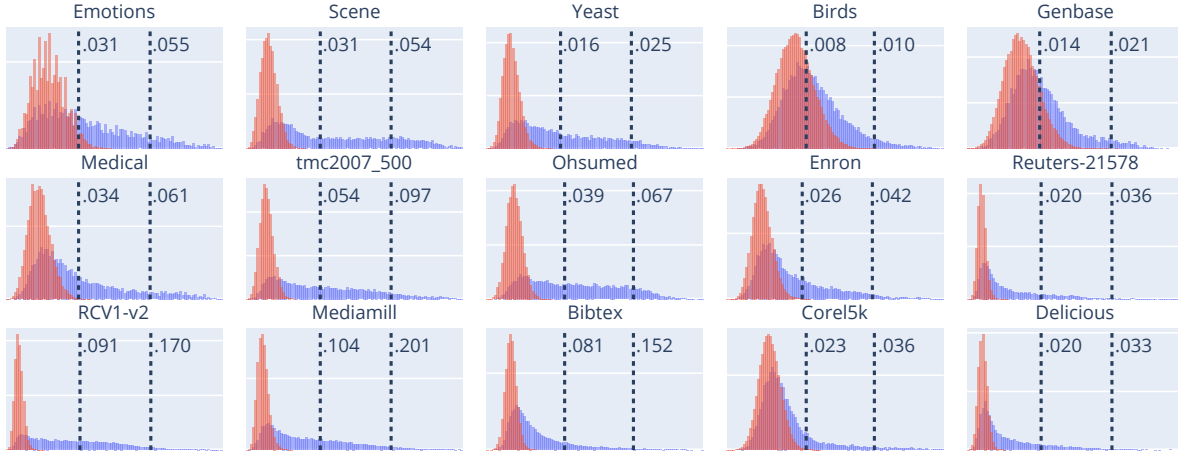 Emotions Scene Yeast Birds Genbase
.031 .055 .031 .054 .016 .025 .008 .010 .014 .021
Medical tmc2007_500 Ohsumed Enron Reuters-21578
.034 .061 .054 .097 .039 .067 .026 .042 .020 .036
RCV1-v2 Mediamill Bibtex Corel5k Delicious
.091 .170 .104 .201 .081 .152 .023 .036 .020 .033